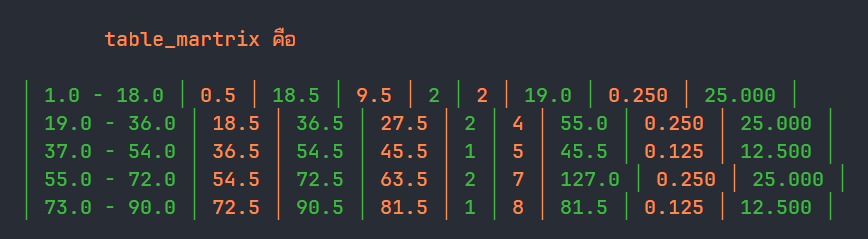 table_martrix คือ
| 1.0 - 18.0 | 0.5 | 18.5 | 9.5 | 2 | 2 | 19.0 | 0.250 | 25.000 |
| 19.0 - 36.0 | 18.5 | 36.5 | 27.5 | 2 | 4 | 55.0 | 0.250 | 25.000 |
| 37.0 - 54.0 | 36.5 | 54.5 | 45.5 | 1 | 5 | 45.5 | 0.125 | 12.500 |
| 55.0 - 72.0 | 54.5 | 72.5 | 63.5 | 2 | 7 | 127.0 | 0.250 | 25.000 |
| 73.0 - 90.0 | 72.5 | 90.5 | 81.5 | 1 | 8 | 81.5 | 0.125 | 12.500 |